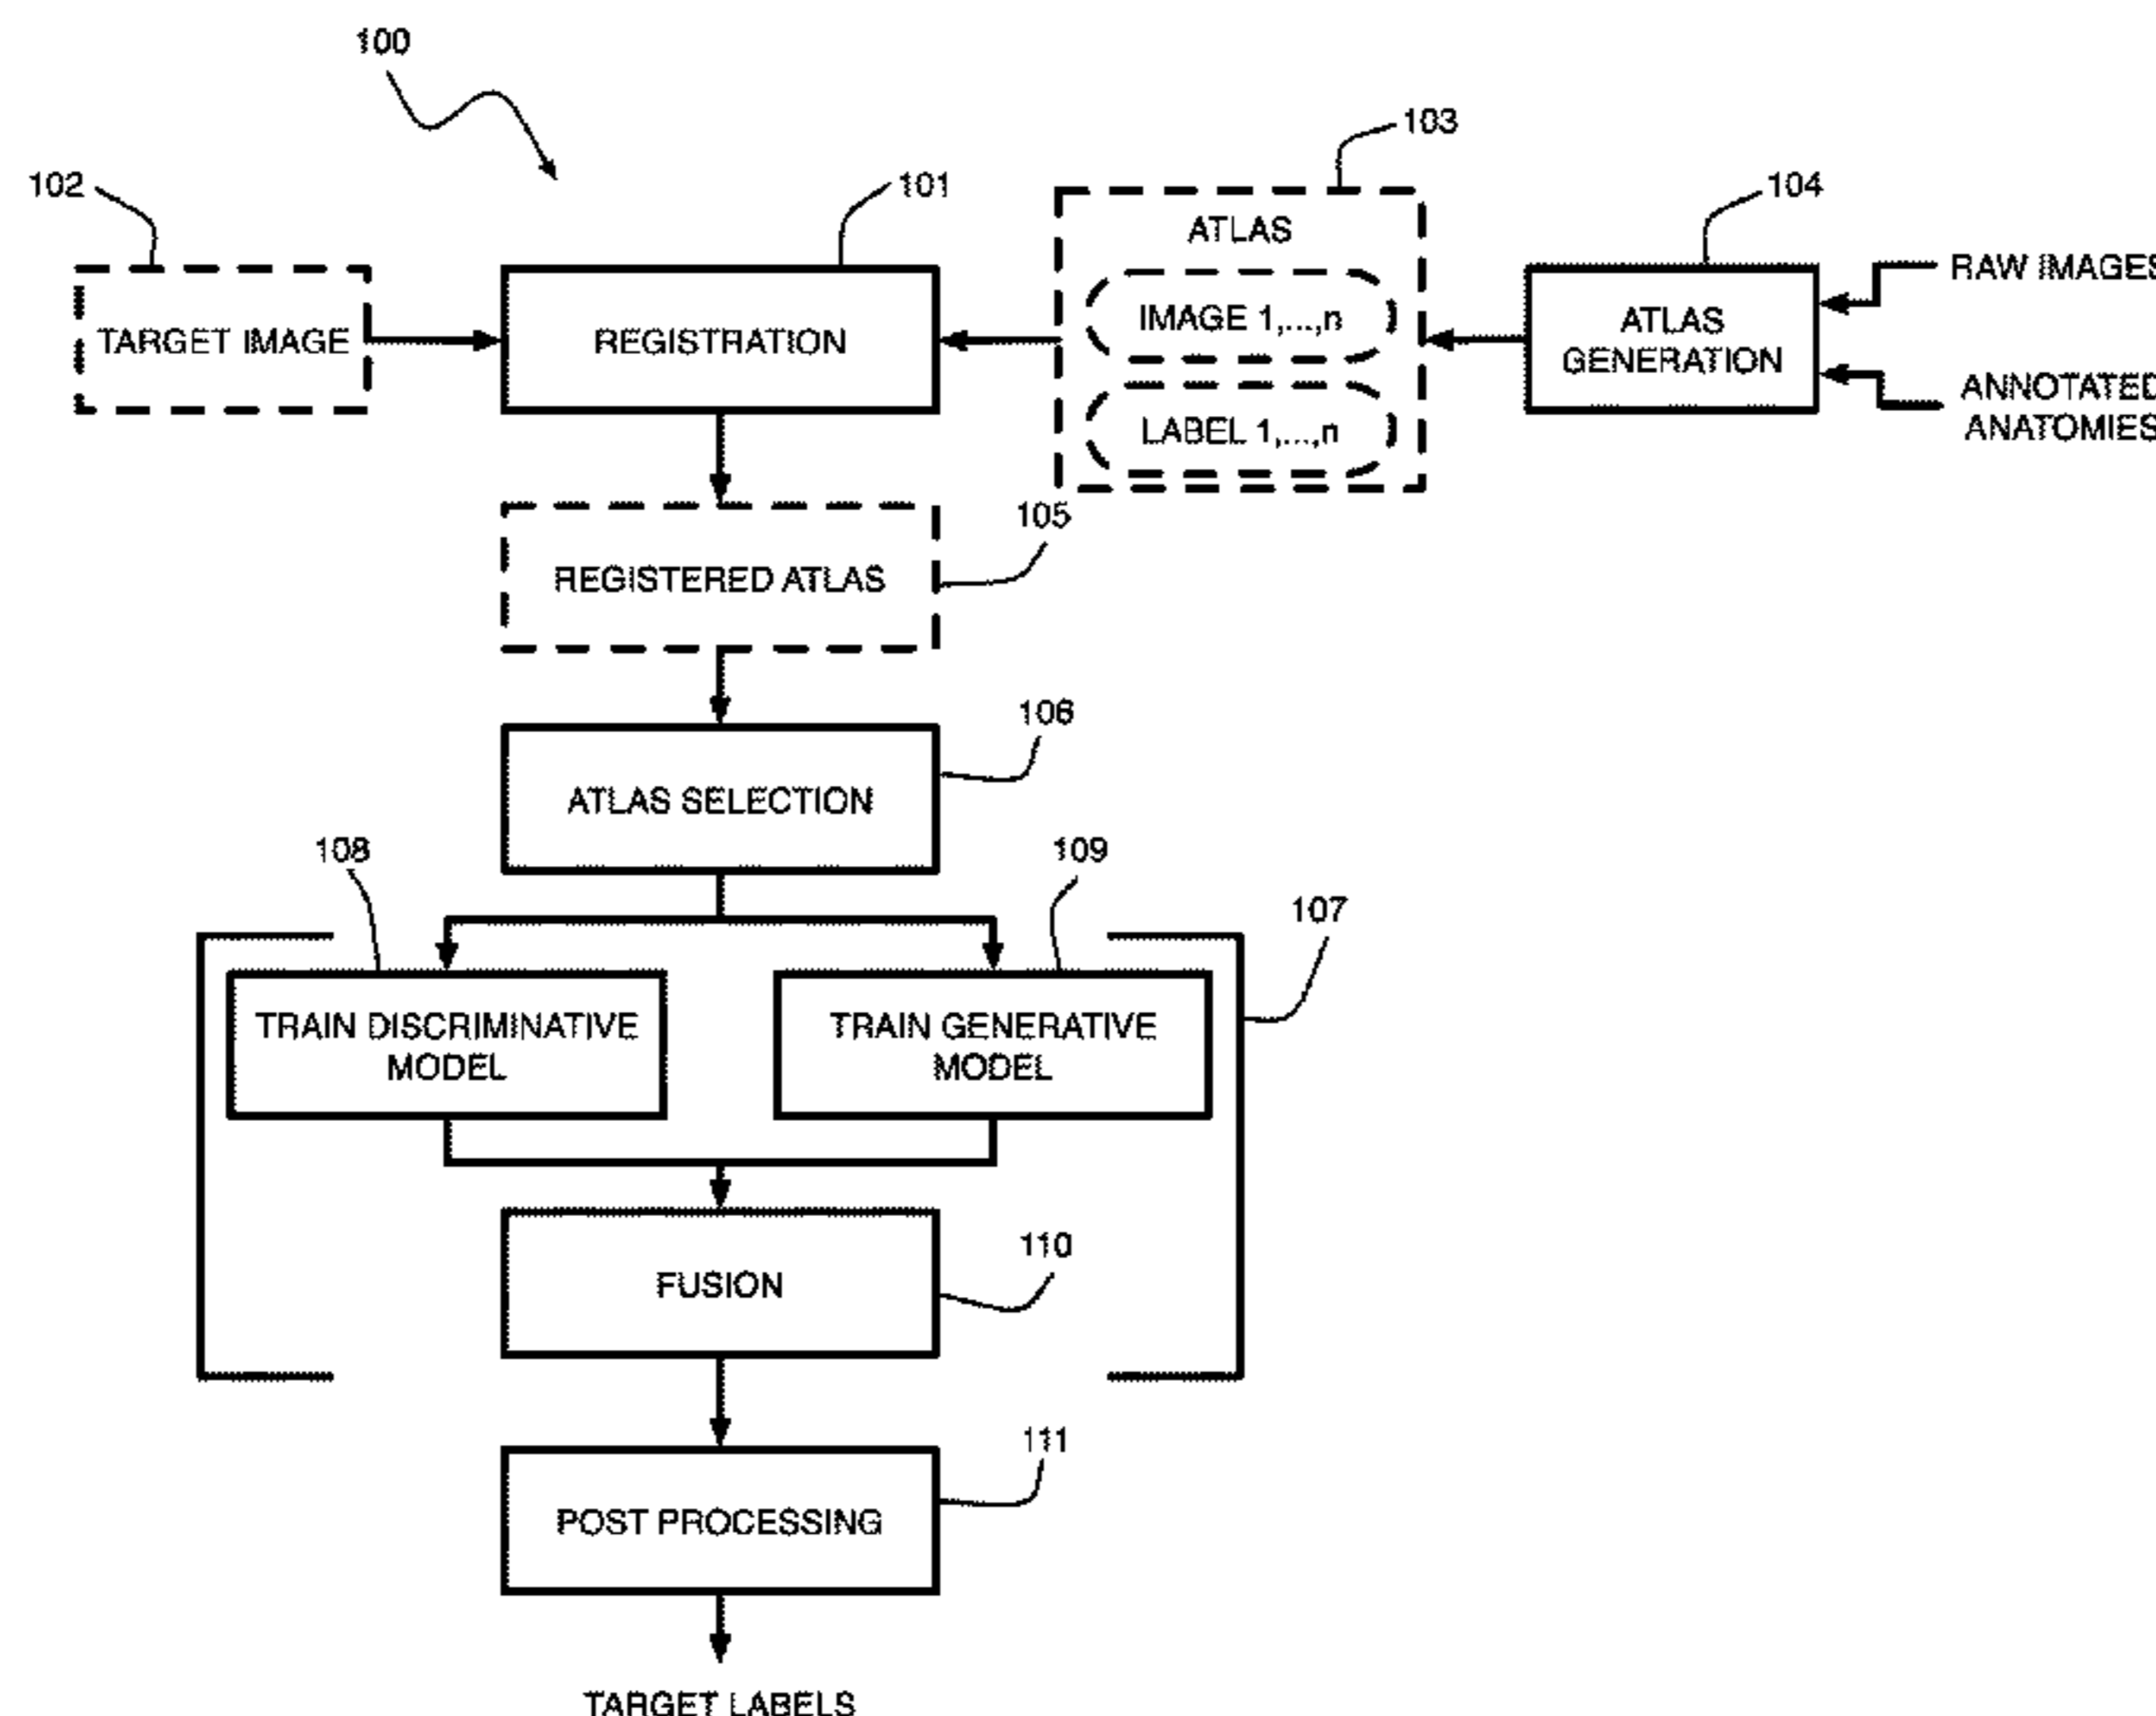 100
103
102
101
104
ATLAS
RAW IMAGES
IMAGE 1,...,n
ATLAS
GENERATION
TARGET IMAGE
REGISTRATION
ANNOTATED
ANATOMIES
LABEL 1,...,n
105
REGISTERED ATLAS
106
ATLAS SELECTION
108
109
107
TRAIN DISCRIMINATIVE
MODEL
TRAIN GENERATIVE
MODEL
110
FUSION
111
POST PROCESSING
TARGET LABELS